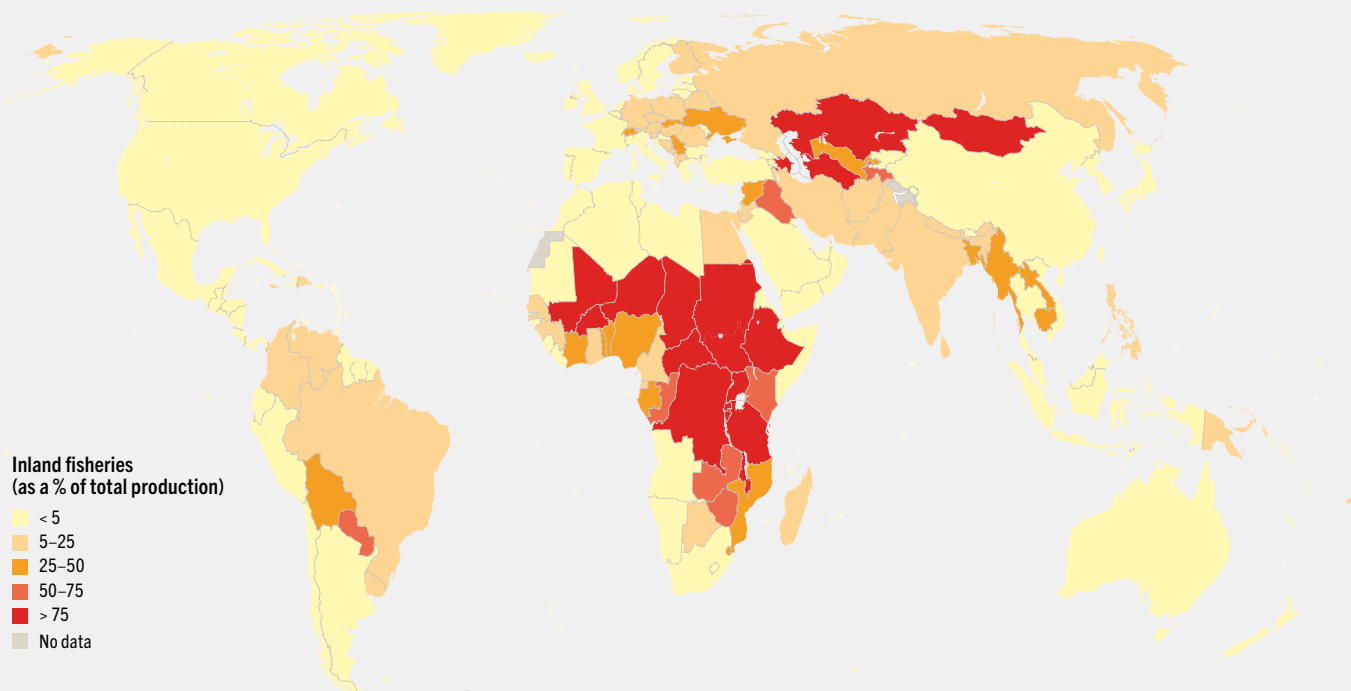 Inland fisheries
(as a % of total production)
< 5
5–25
25–50
50–75
> 75
No data